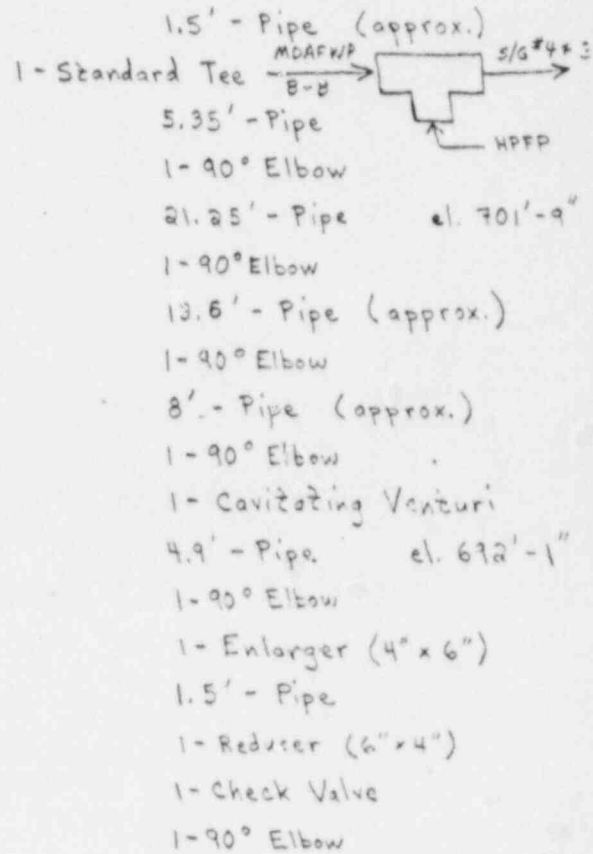 1.5' - Pipe (approx.)
1 - Standard Tee MDAFWP B-B S/G #4 *
HPFP
5.35' - Pipe
1 - 90° Elbow
21.25' - Pipe el. 701'-9"
1 - 90° Elbow
13.6' - Pipe (approx.)
1 - 90° Elbow
8' - Pipe (approx.)
1 - 90° Elbow
1 - Cavitating Venturi
4.9' - Pipe el. 692'-1"
1 - 90° Elbow
1 - Enlarger (4" x 6")
1.5' - Pipe
1 - Reducer (6" x 4")
1 - Check Valve
1 - 90° Elbow